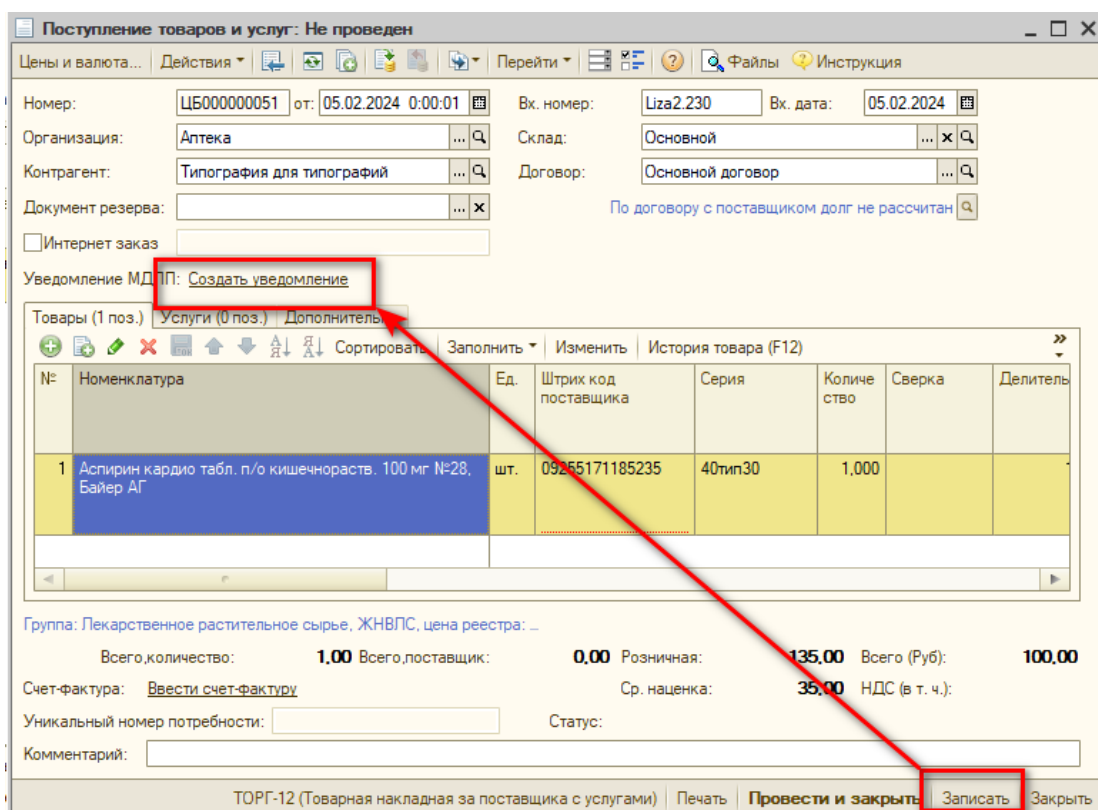 Поступление товаров и услуг: Не проведен
Цены и валюта... Действия Перейти Файлы Инструкция
Номер: ЦБ000000051 от: 05.02.2024 0:00:01 Вх. номер: Liza2.230 Вх. дата: 05.02.2024
Организация: Аптека Склад: Основной
Контрагент: Типография для типографий Договор: Основной договор
Документ резерва: По договору с поставщиком долг не рассчитан
Интернет заказ
Уведомление МДЛП: Создать уведомление
Товары (1 поз.) Услуги (0 поз.)
Сортировать Заполнить Изменить История товара (F12)
№ Номенклатура Ед. Штрих код Серия Количе Сверка Делитель
поставщика ство
1 Аспирин кардио табл. п/о кишечнораств. 100 мг №28, шт. 09255171185235 40тип30 1,000
Байер АГ
Группа: Лекарственное растительное сырье, ЖНВЛС, цена реестра: ...
Всего,количество: 1,00 Всего,поставщик: 0,00 Розничная: 135,00 Всего (Руб): 100,00
Счет-фактура: Ввести счет-фактуру Ср. наценка: 35,00 НДС (в т. ч.):
Уникальный номер потребности: Статус:
Комментарий:
ТОРГ-12 (Товарная накладная за поставщика с услугами) Печать Провести и закрыть Записать Закрыть